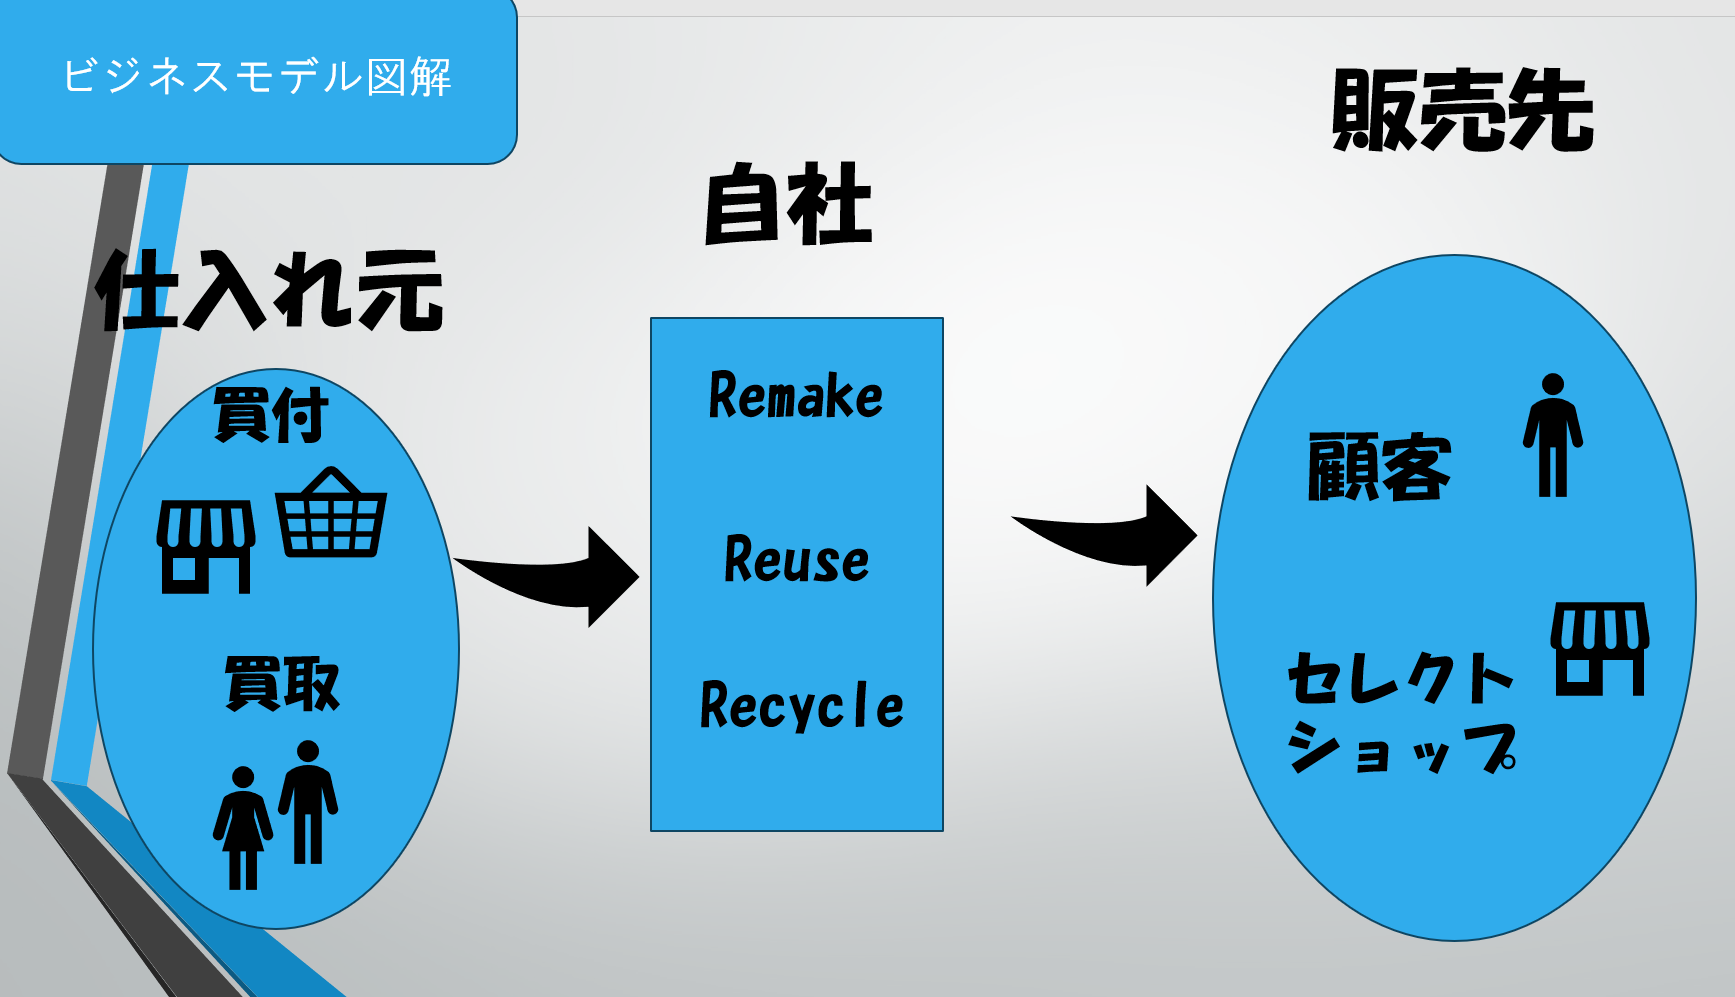 ビジネスモデル図解
仕入れ元
買付
買取
自社
Remake
Reuse
Recycle
販売先
顧客
セレクト
ショップ